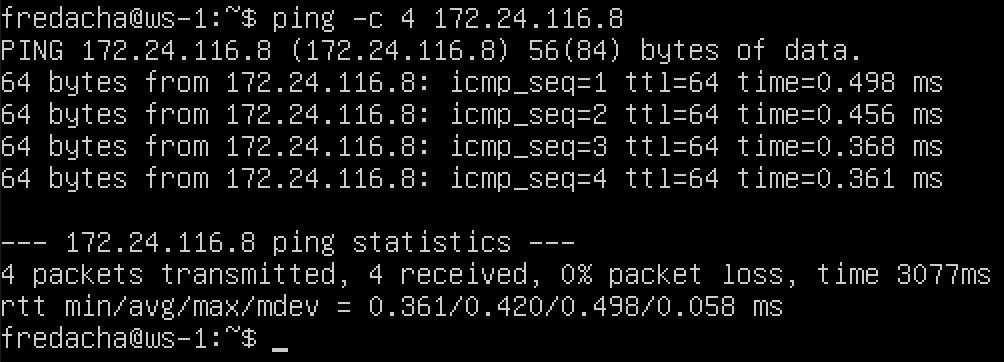 fredacha@ws-1:~$ ping -c 4 172.24.116.8
PING 172.24.116.8 (172.24.116.8) 56(84) bytes of data.
64 bytes from 172.24.116.8: icmp_seq=1 ttl=64 time=0.498 ms
64 bytes from 172.24.116.8: icmp_seq=2 ttl=64 time=0.456 ms
64 bytes from 172.24.116.8: icmp_seq=3 ttl=64 time=0.368 ms
64 bytes from 172.24.116.8: icmp_seq=4 ttl=64 time=0.361 ms

--- 172.24.116.8 ping statistics ---
4 packets transmitted, 4 received, 0% packet loss, time 3077ms
rtt min/avg/max/mdev = 0.361/0.420/0.498/0.058 ms
fredacha@ws-1:~$ _